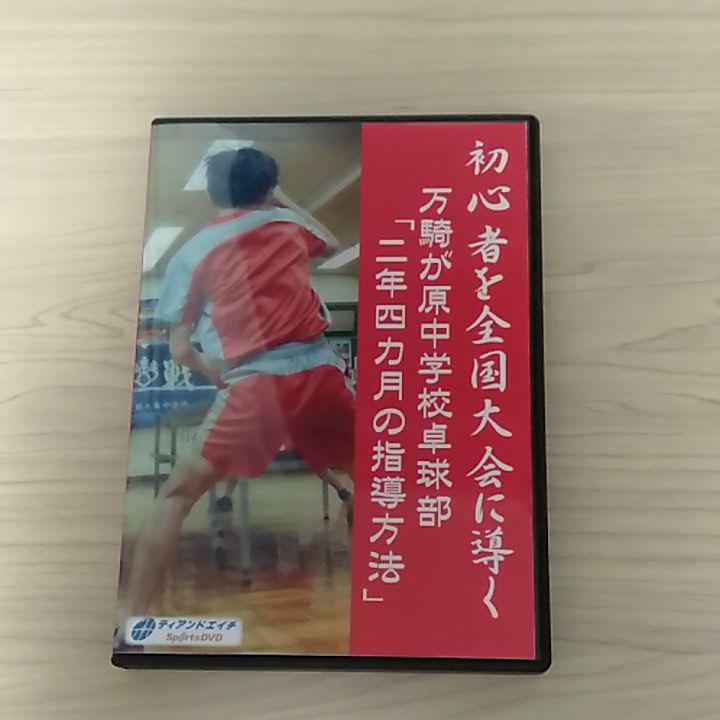 初心者を全国大会に導く
万騎が原中学校卓球部
「二年四カ月の指導方法」
戦
ティアンドエイチ
SportsDVD